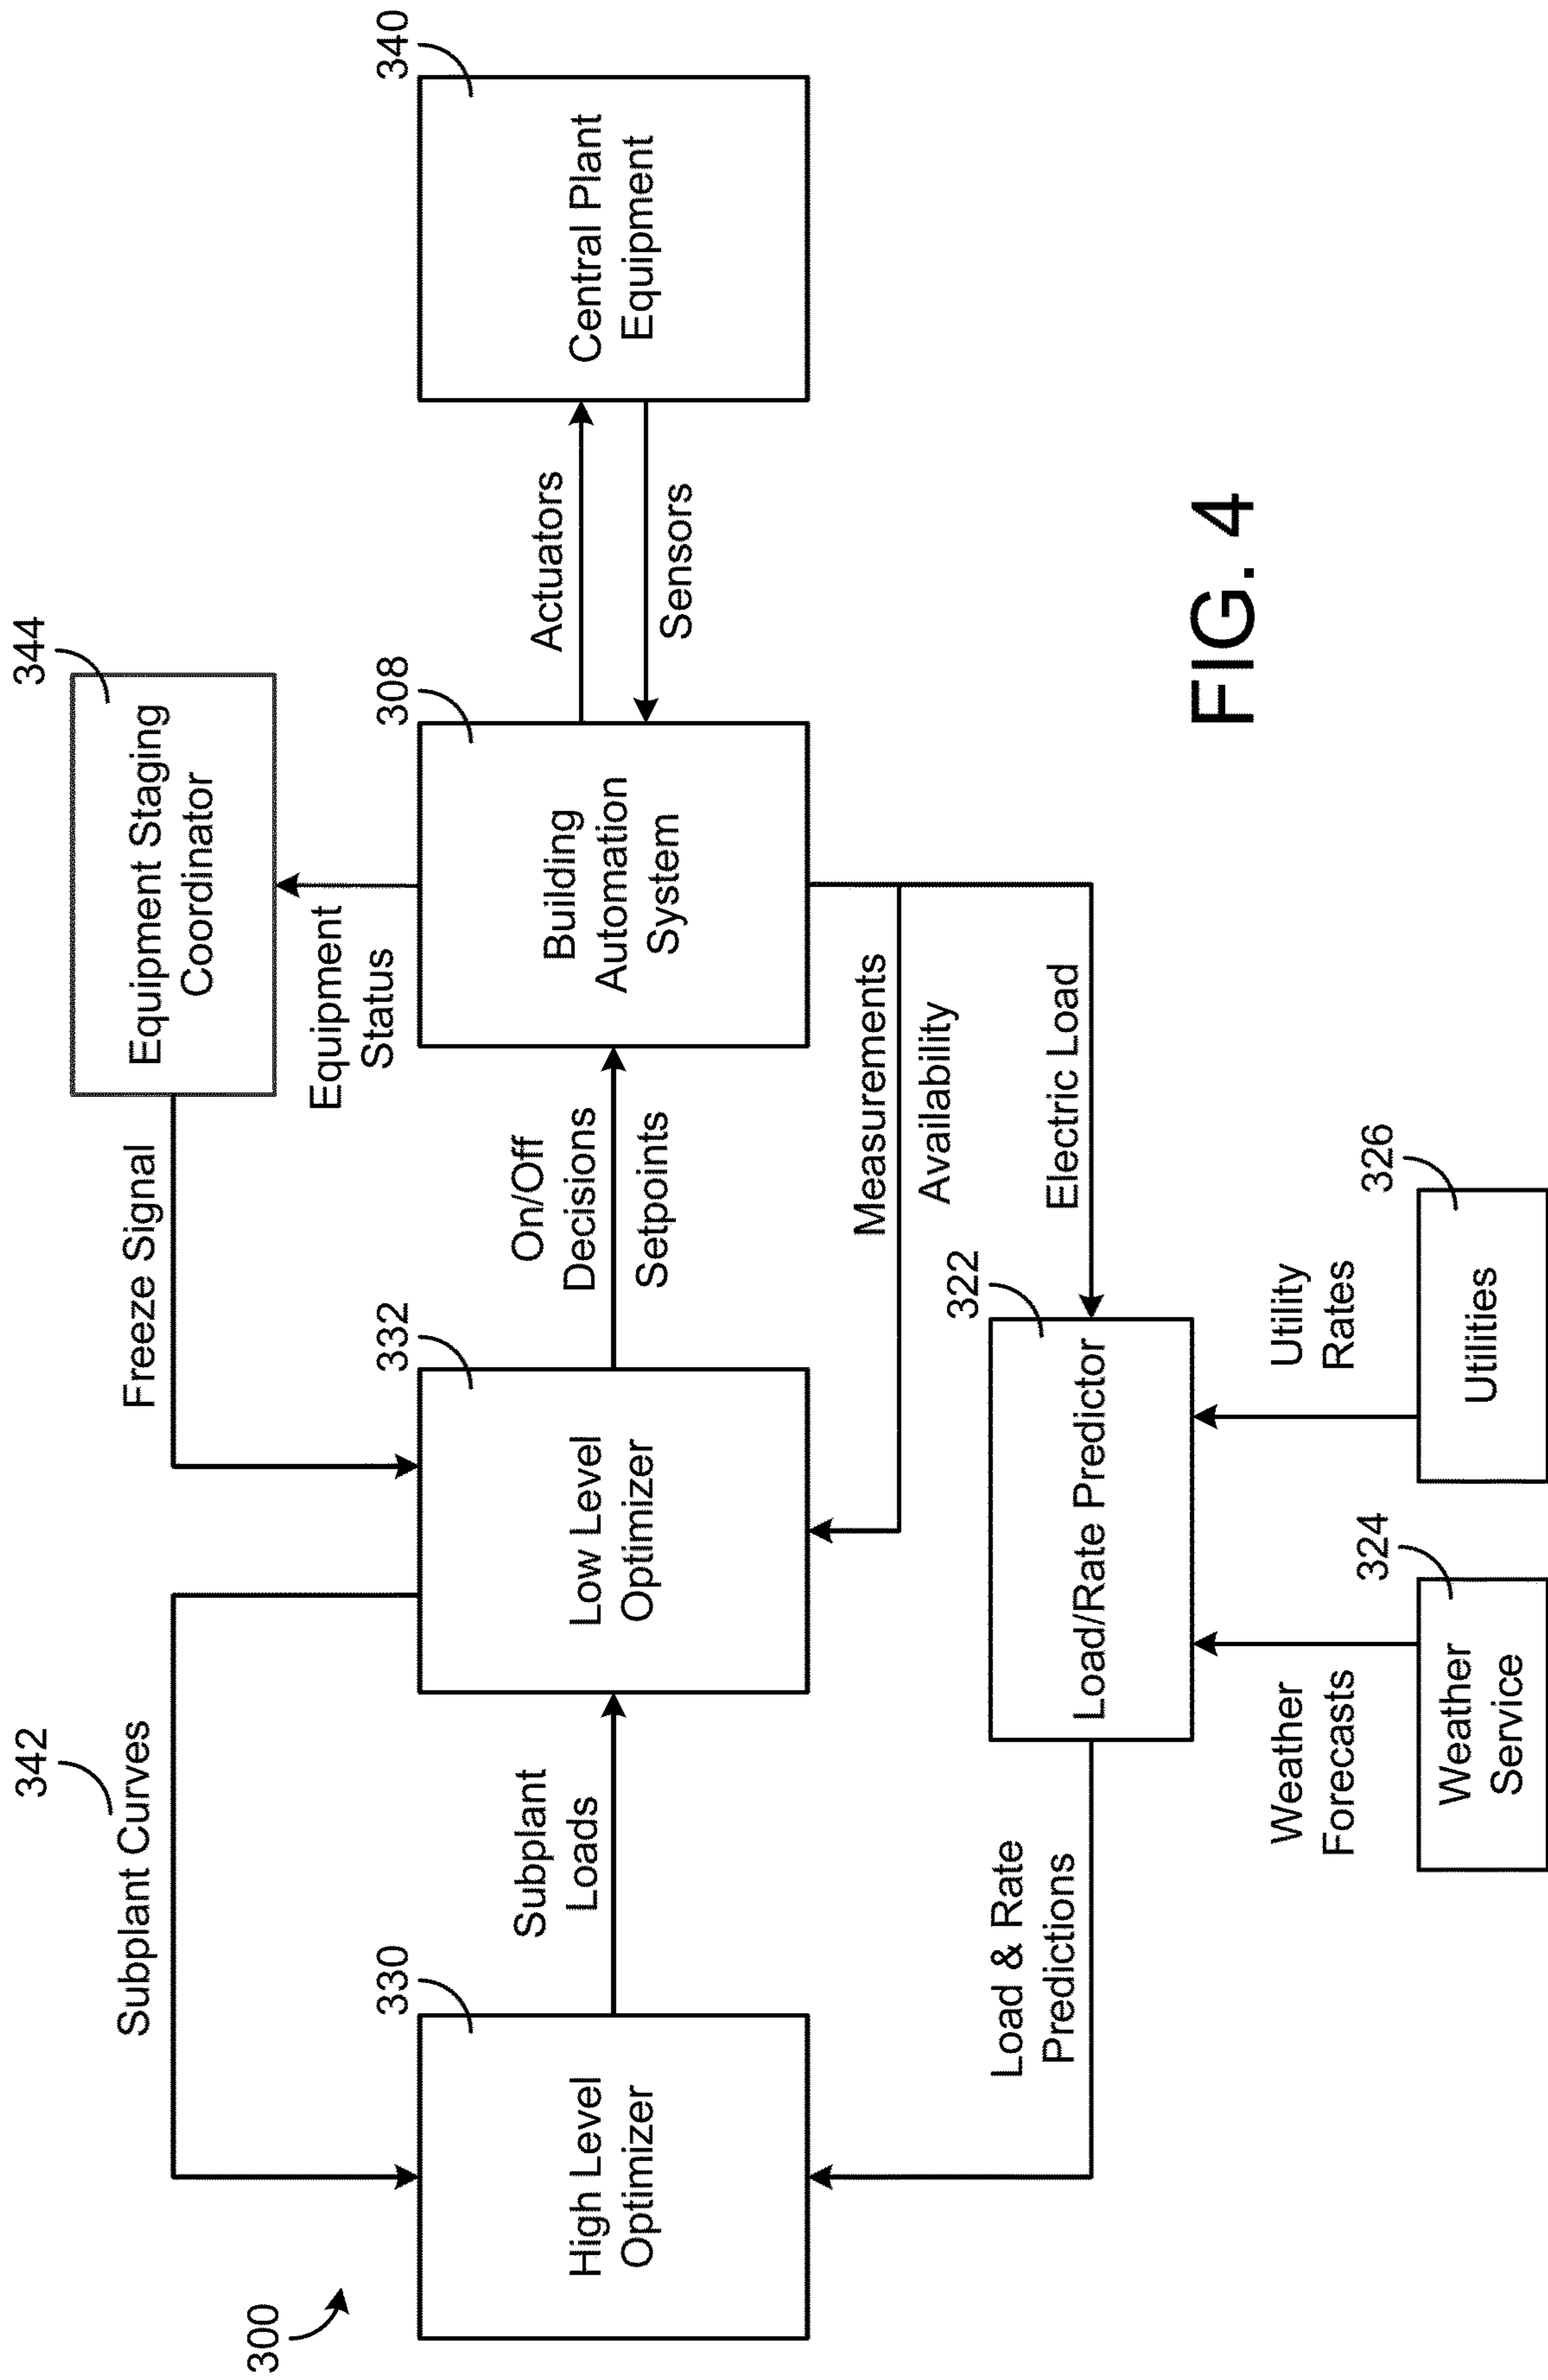 300
342
Subplant Curves
Freeze Signal
344
Equipment Staging
Coordinator
Equipment
Status
330
High Level
Optimizer
Subplant
Loads
332
Low Level
Optimizer
On/Off
Decisions
Setpoints
308
Building
Automation
System
Actuators
Sensors
340
Central Plant
Equipment
Measurements
Availability
Electric Load
Load & Rate
Predictions
322
Load/Rate Predictor
Weather
Forecasts
Utility
Rates
324
Weather
Service
326
Utilities
FIG. 4